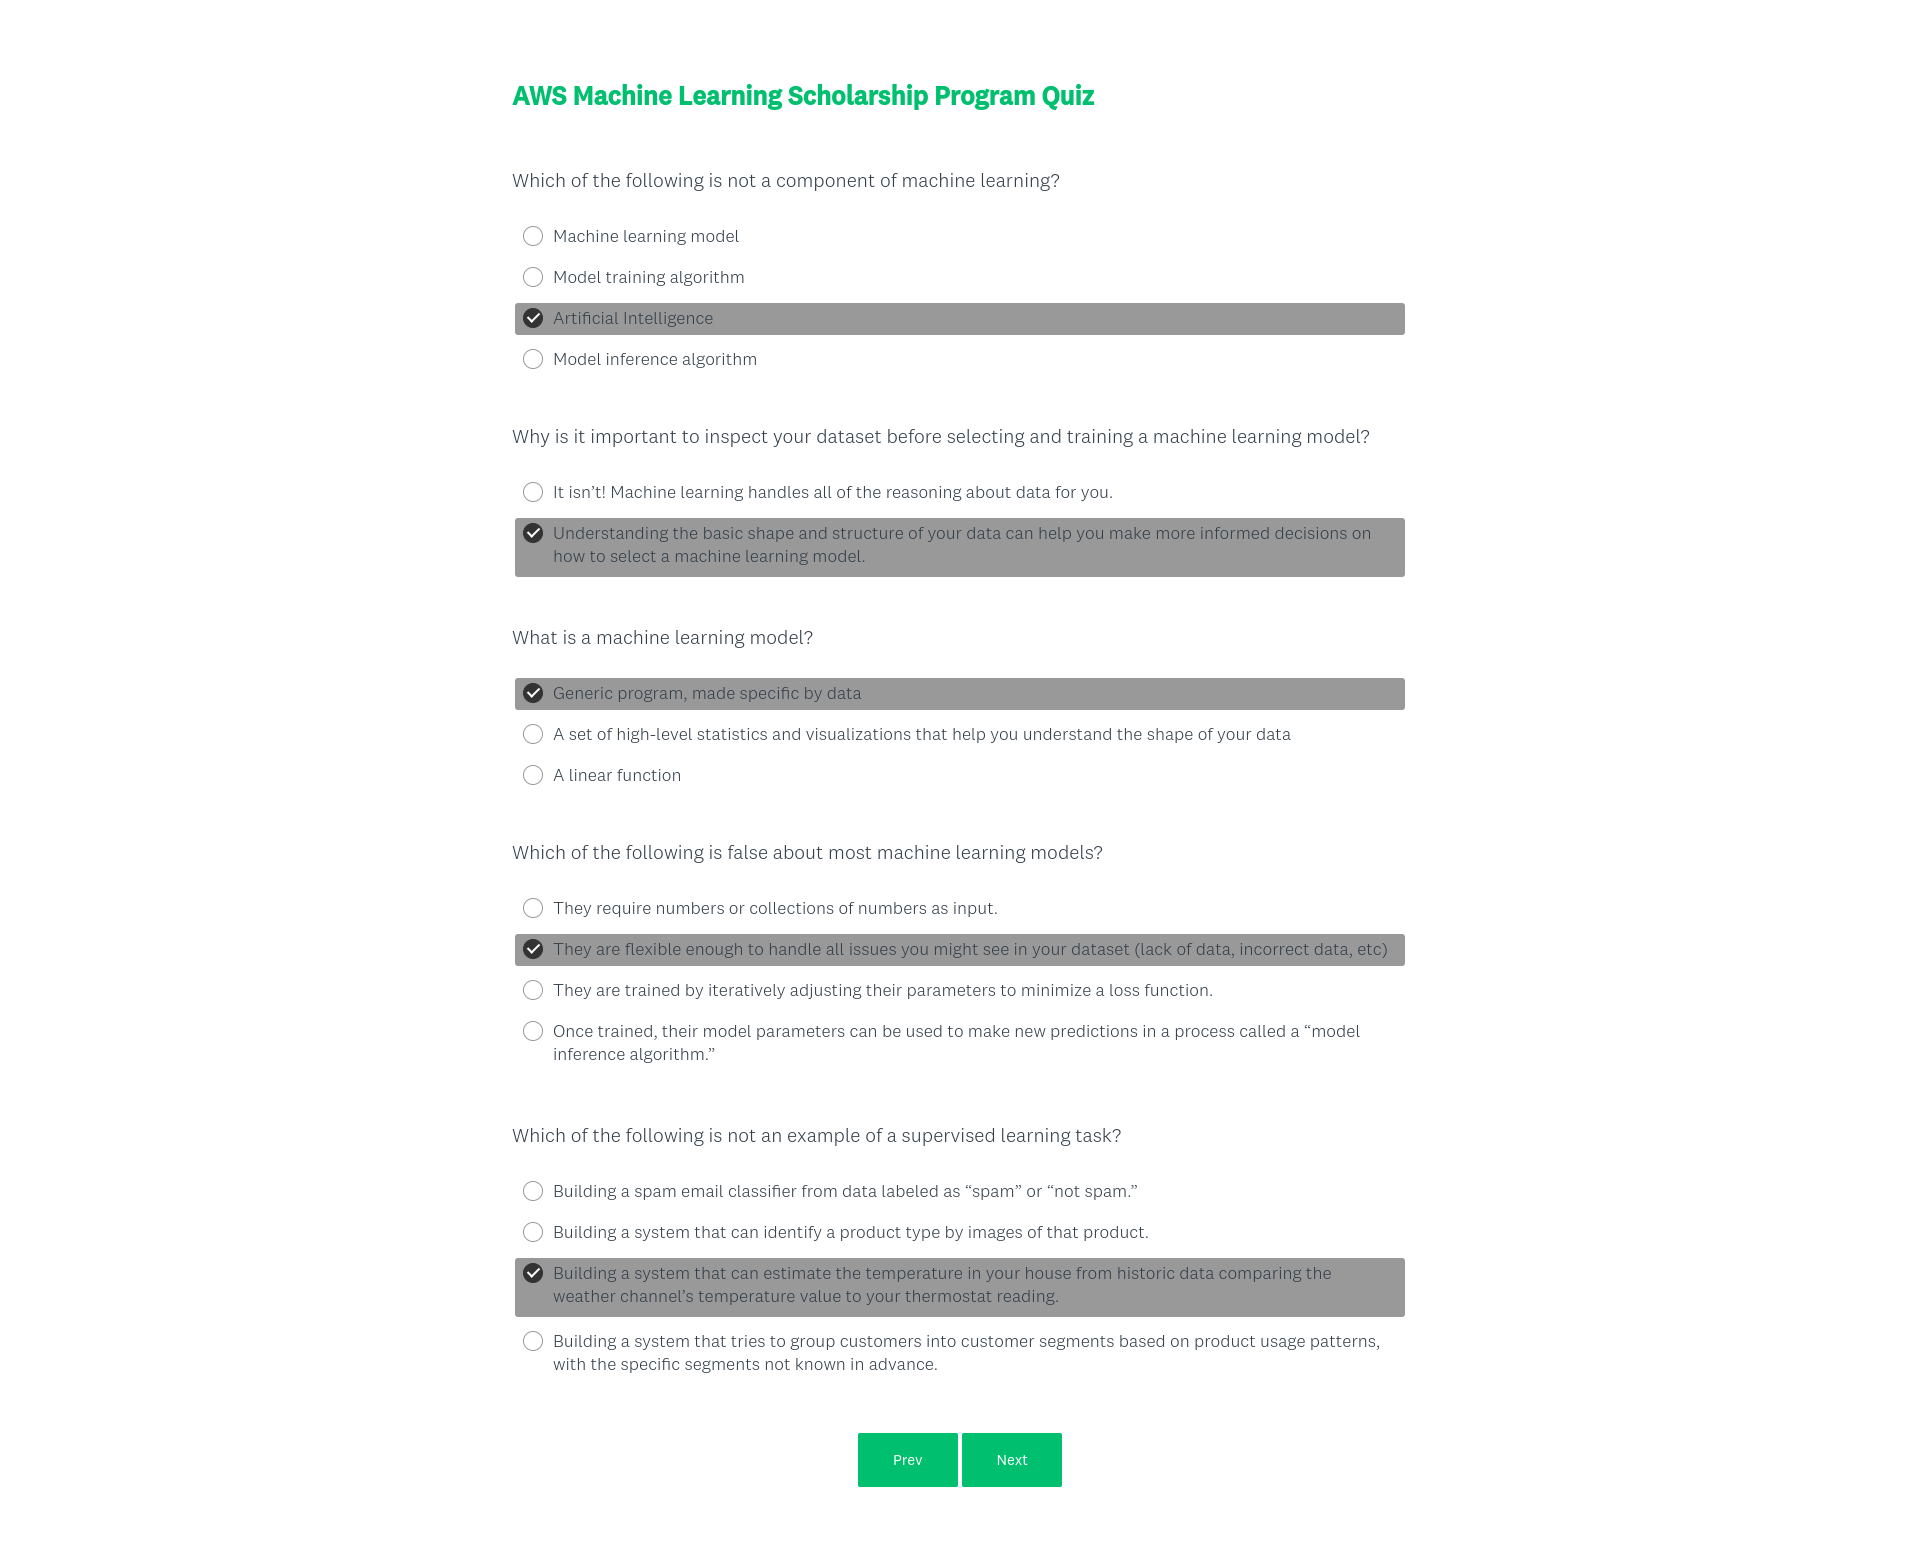 AWS Machine Learning Scholarship Program Quiz
Which of the following is not a component of machine learning?
Machine learning model
Model training algorithm
Artificial Intelligence
Model inference algorithm
Why is it important to inspect your dataset before selecting and training a machine learning model?
It isn’t! Machine learning handles all of the reasoning about data for you.
Understanding the basic shape and structure of your data can help you make more informed decisions on
how to select a machine learning model.
What is a machine learning model?
Generic program, made specific by data
A set of high-level statistics and visualizations that help you understand the shape of your data
A linear function
Which of the following is false about most machine learning models?
They require numbers or collections of numbers as input.
They are flexible enough to handle all issues you might see in your dataset (lack of data, incorrect data, etc)
They are trained by iteratively adjusting their parameters to minimize a loss function.
Once trained, their model parameters can be used to make new predictions in a process called a “model
inference algorithm.”
Which of the following is not an example of a supervised learning task?
Building a spam email classifier from data labeled as “spam” or “not spam.”
Building a system that can identify a product type by images of that product.
Building a system that can estimate the temperature in your house from historic data comparing the
weather channel’s temperature value to your thermostat reading.
Building a system that tries to group customers into customer segments based on product usage patterns,
with the specific segments not known in advance.
Prev Next